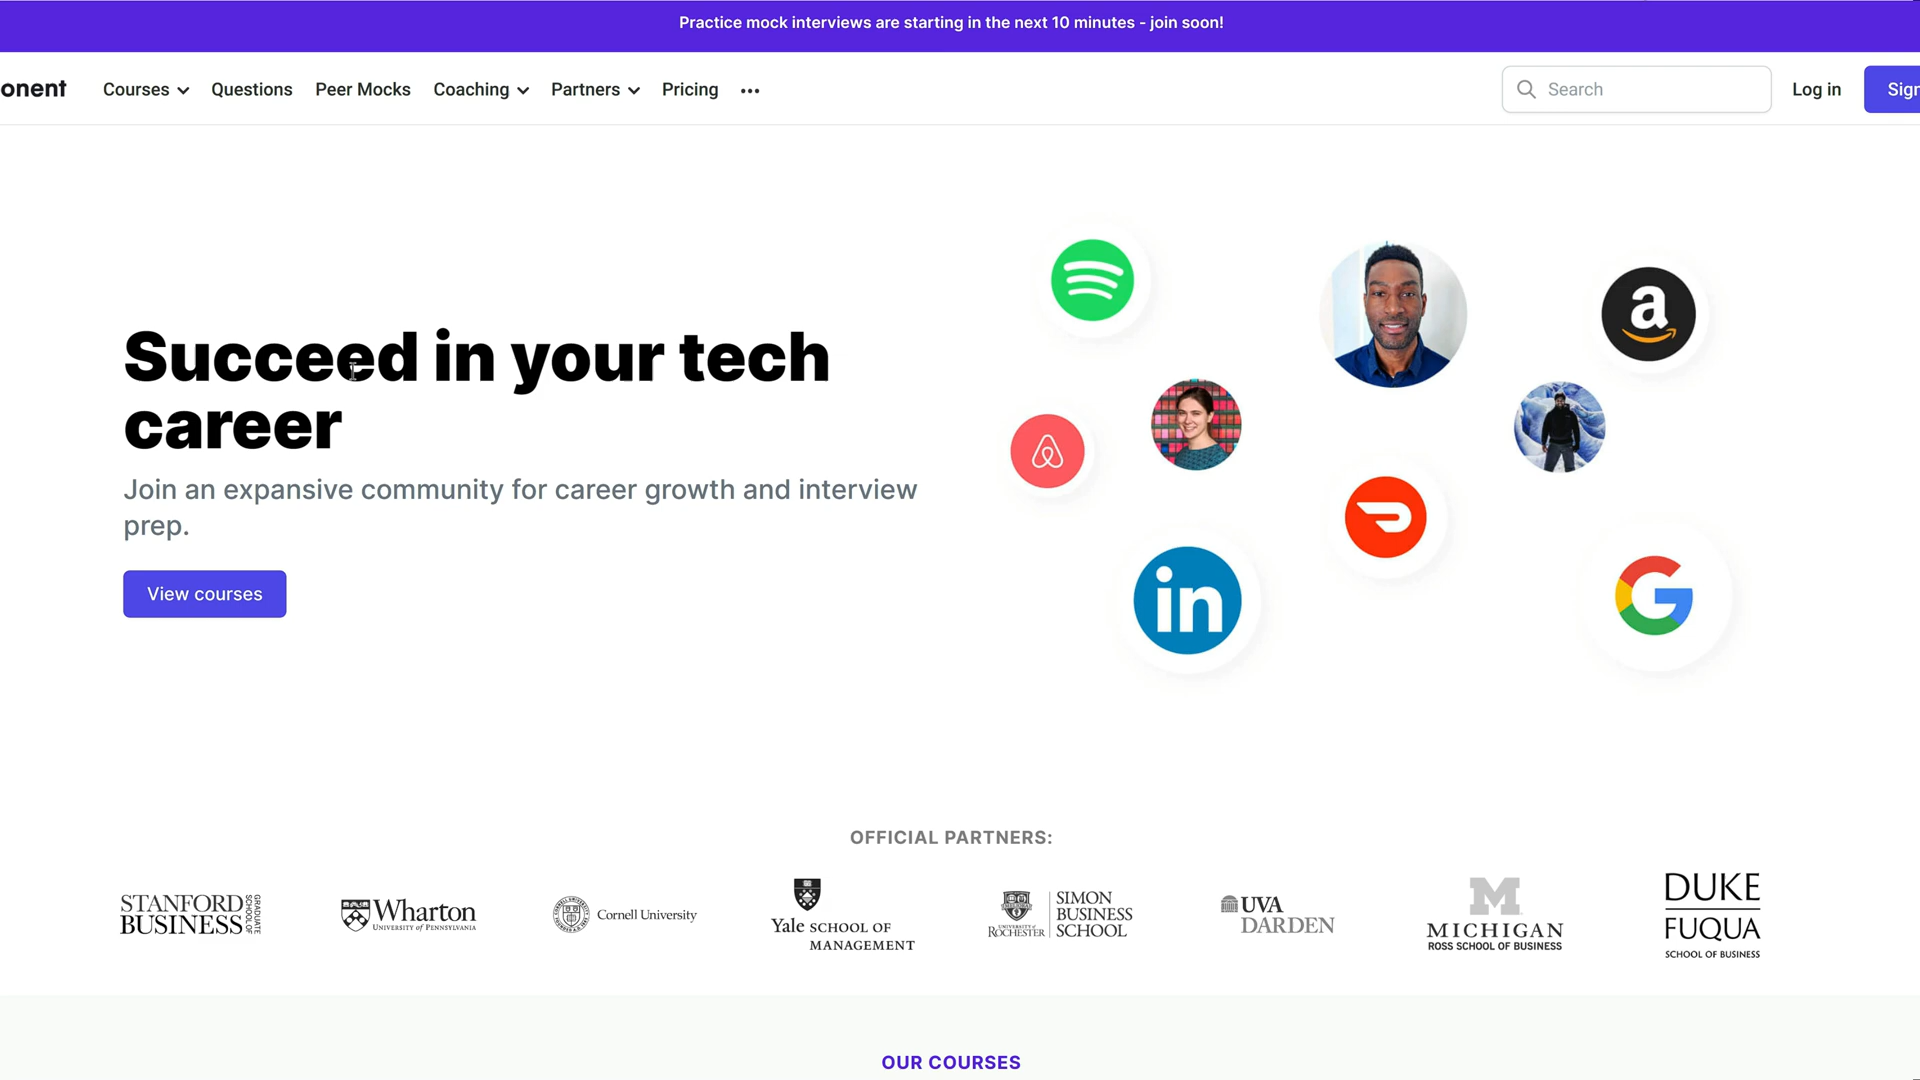 Practice mock interviews are starting in the next 10 minutes - join soon!
onent Courses Questions Peer Mocks Coaching Partners Pricing ••• Search Log in Sign
Succeed in your tech
career
Join an expansive community for career growth and interview
prep.
View courses
a
in
G
OFFICIAL PARTNERS:
STANFORD
BUSINESS
GRADUATE
SCHOOL OF
Wharton
UNIVERSITY of PENNSYLVANIA
Cornell University
Yale SCHOOL OF
MANAGEMENT
UNIVERSITY of
ROCHESTER
SIMON
BUSINESS
SCHOOL
UVA
DARDEN
M
MICHIGAN
ROSS SCHOOL OF BUSINESS
DUKE
FUQUA
SCHOOL OF BUSINESS
OUR COURSES